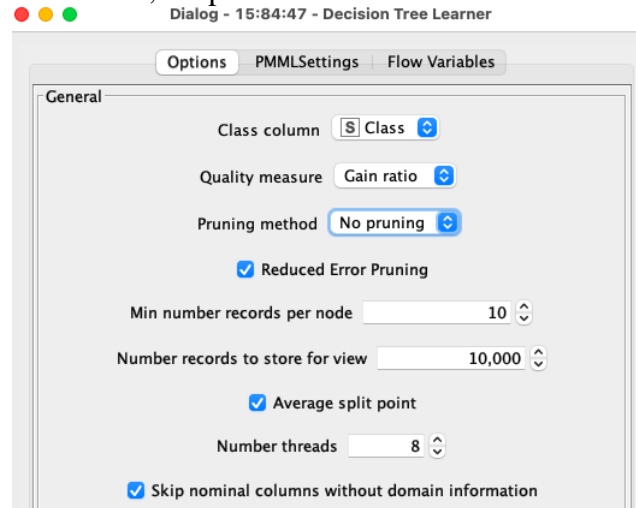 Dialog - 15:84:47 - Decision Tree Learner
Options PMMLSettings Flow Variables
General
Class column S Class
Quality measure Gain ratio
Pruning method No pruning
Reduced Error Pruning
Min number records per node 10
Number records to store for view 10,000
Average split point
Number threads 8
Skip nominal columns without domain information